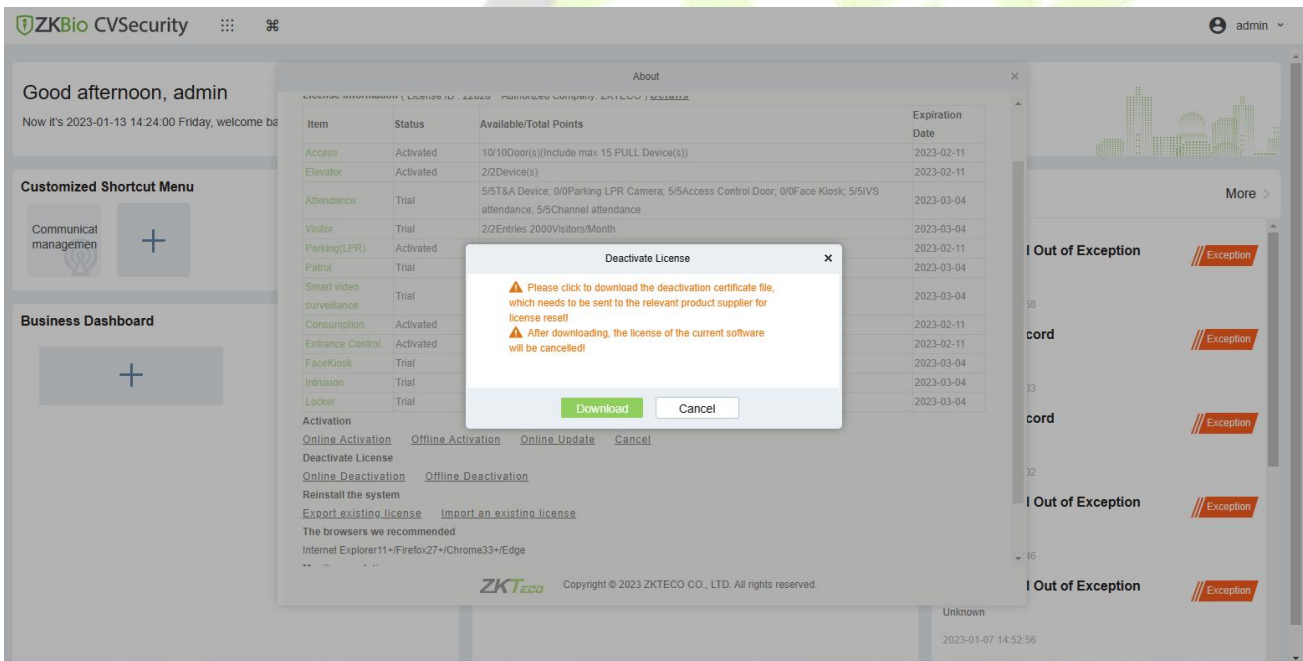 ZKBio CVSecurity
admin
About
Good afternoon, admin
Now it's 2023-01-13 14:24:00 Friday, welcome ba
Details
Item Status Available/Total Points Expiration Date
Access Activated 10/10Door(s)(Include max 15 PULL Device(s)) 2023-02-11
Elevator Activated 2/2Device(s) 2023-02-11
Attendance Trial 5/5T&A Device; 0/0Parking LPR Camera; 5/5Access Control Door; 0/0Face Kiosk; 5/5IVS attendance; 5/5Channel attendance 2023-03-04
Visitor Trial 2/2Entries 2000Visitors/Month 2023-03-04
Parking(LPR) Activated 2023-02-11
Patrol Trial 2023-03-04
Smart video surveillance Trial 2023-03-04
Consumption Activated 2023-02-11
Entrance Control Activated 2023-02-11
FaceKiosk Trial 2023-03-04
Intrusion Trial 2023-03-04
Locker Trial 2023-03-04
Activation
Online Activation Offline Activation Online Update Cancel
Deactivate License
Online Deactivation Offline Deactivation
Reinstall the system
Export existing license Import an existing license
The browsers we recommended
Internet Explorer11+/Firefox27+/Chrome33+/Edge
ZKTECO Copyright © 2023 ZKTECO CO., LTD. All rights reserved.
Deactivate License
Please click to download the deactivation certificate file,
which needs to be sent to the relevant product supplier for
license reset!
After downloading, the license of the current software
will be cancelled!
Download Cancel
Customized Shortcut Menu
Communicat
managemen
Business Dashboard
More
l Out of Exception
Exception
58
cord
Exception
33
cord
Exception
02
l Out of Exception
Exception
46
l Out of Exception
Exception
Unknown
2023-01-07 14:52:56